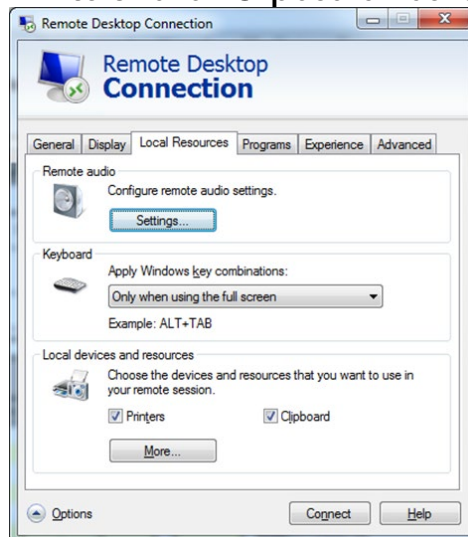 Remote Desktop Connection
Remote Desktop
Connection
General Display Local Resources Programs Experience Advanced
Remote audio
Configure remote audio settings.
Settings...
Keyboard
Apply Windows key combinations:
Only when using the full screen
Example: ALT+TAB
Local devices and resources
Choose the devices and resources that you want to use in
your remote session.
Printers Clipboard
More...
Options Connect Help